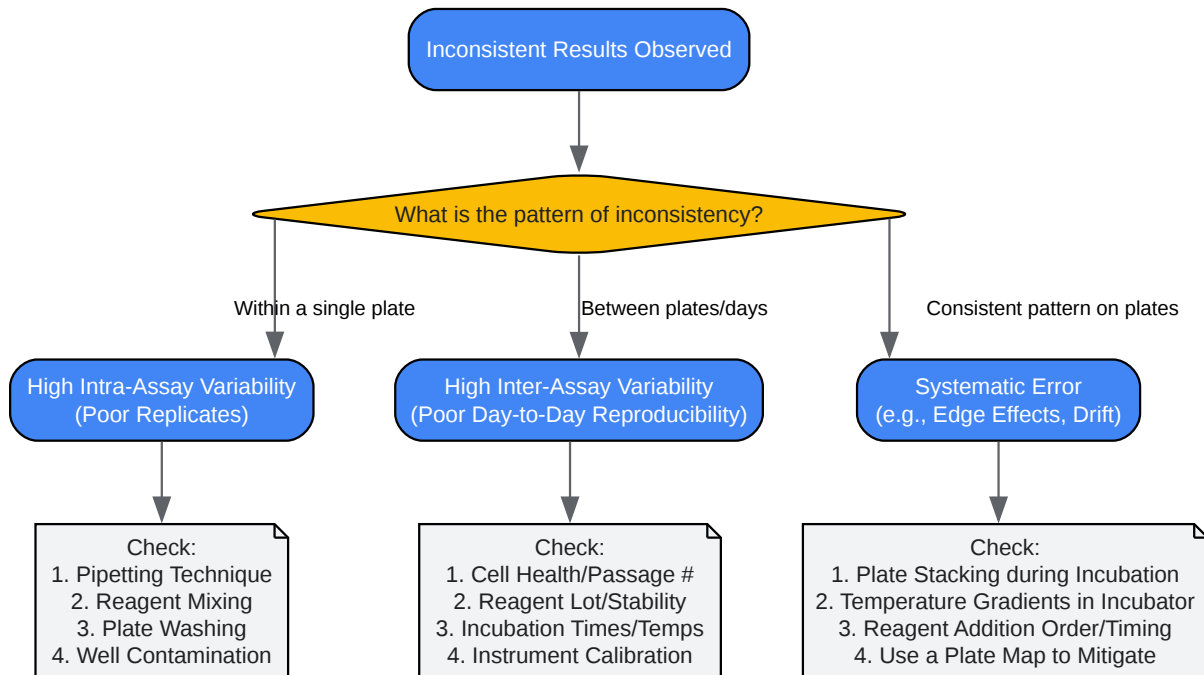 Inconsistent Results Observed
What is the pattern of inconsistency?
Within a single plate
Between plates/days
Consistent pattern on plates
High Intra-Assay Variability
(Poor Replicates)
High Inter-Assay Variability
(Poor Day-to-Day Reproducibility)
Systematic Error
(e.g., Edge Effects, Drift)
Check:
1. Pipetting Technique
2. Reagent Mixing
3. Plate Washing
4. Well Contamination
Check:
1. Cell Health/Passage #
2. Reagent Lot/Stability
3. Incubation Times/Temps
4. Instrument Calibration
Check:
1. Plate Stacking during Incubation
2. Temperature Gradients in Incubator
3. Reagent Addition Order/Timing
4. Use a Plate Map to Mitigate